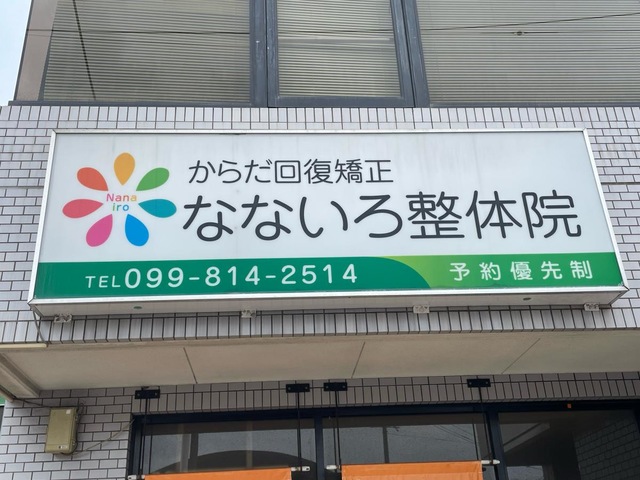 からだ回復矯正
Nana
iro
なないろ整体院
TEL099-814-2514
予約優先制